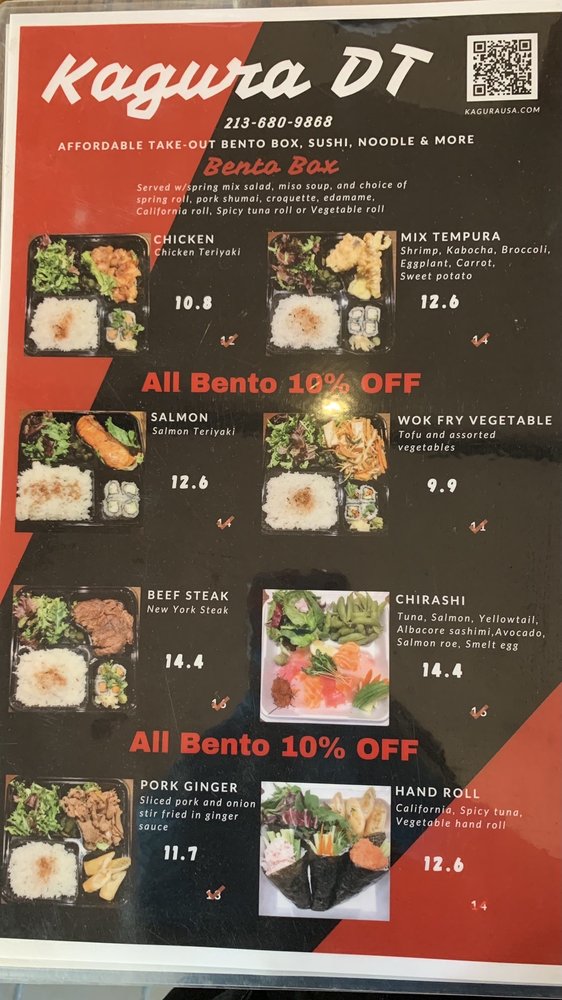 Kagura DT
KAGURAUSA.COM
213-680-9868
AFFORDABLE TAKE-OUT BENTO BOX, SUSHI, NOODLE & MORE
Bento Box
Served w/spring mix salad, miso soup, and choice of
spring roll, pork shumai, croquette, edamame,
California roll, Spicy tuna roll or Vegetable roll
CHICKEN
Chicken Teriyaki
10.8
12
MIX TEMPURA
Shrimp, Kabocha, Broccoli,
Eggplant, Carrot,
Sweet potato
12.6
14
All Bento 10% OFF
SALMON
Salmon Teriyaki
12.6
14
WOK FRY VEGETABLE
Tofu and assorted
vegetables
9.9
11
BEEF STEAK
New York Steak
14.4
16
CHIRASHI
Tuna, Salmon, Yellowtail,
Albacore sashimi,Avocado,
Salmon roe, Smelt egg
14.4
16
All Bento 10% OFF
PORK GINGER
Sliced pork and onion
stir fried in ginger
sauce
11.7
13
HAND ROLL
California, Spicy tuna,
Vegetable hand roll
12.6
14